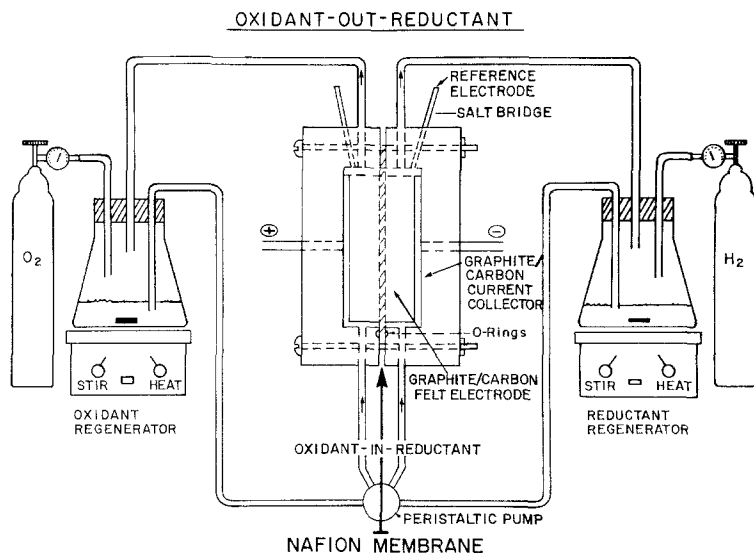 OXIDANT-OUT-REDUCTANT
REFERENCE
ELECTRODE
SALT BRIDGE
O2
H2
⊕
⊖
GRAPHITE/
CARBON
CURRENT
COLLECTOR
O-Rings
GRAPHITE/CARBON
FELT ELECTRODE
STIR HEAT
OXIDANT
REGENERATOR
STIR HEAT
REDUCTANT
REGENERATOR
OXIDANT-IN-REDUCTANT
PERISTALTIC PUMP
NAFION MEMBRANE